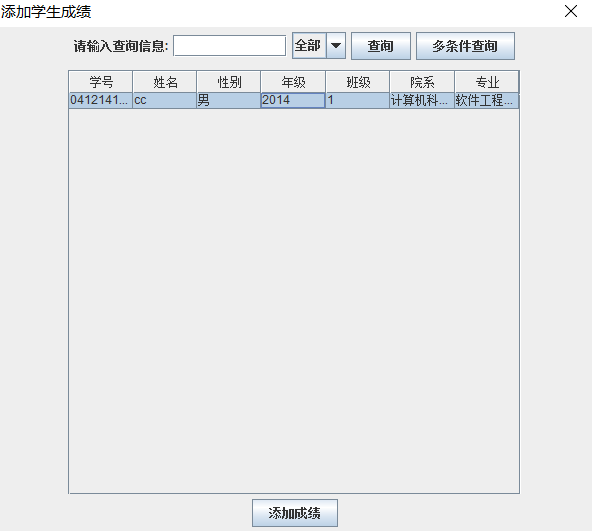 添加学生成绩
请输入查询信息: 全部 查询 多条件查询
学号 姓名 性别 年级 班级 院系 专业
0412141... cc 男 2014 1 计算机科... 软件工程...
添加成绩